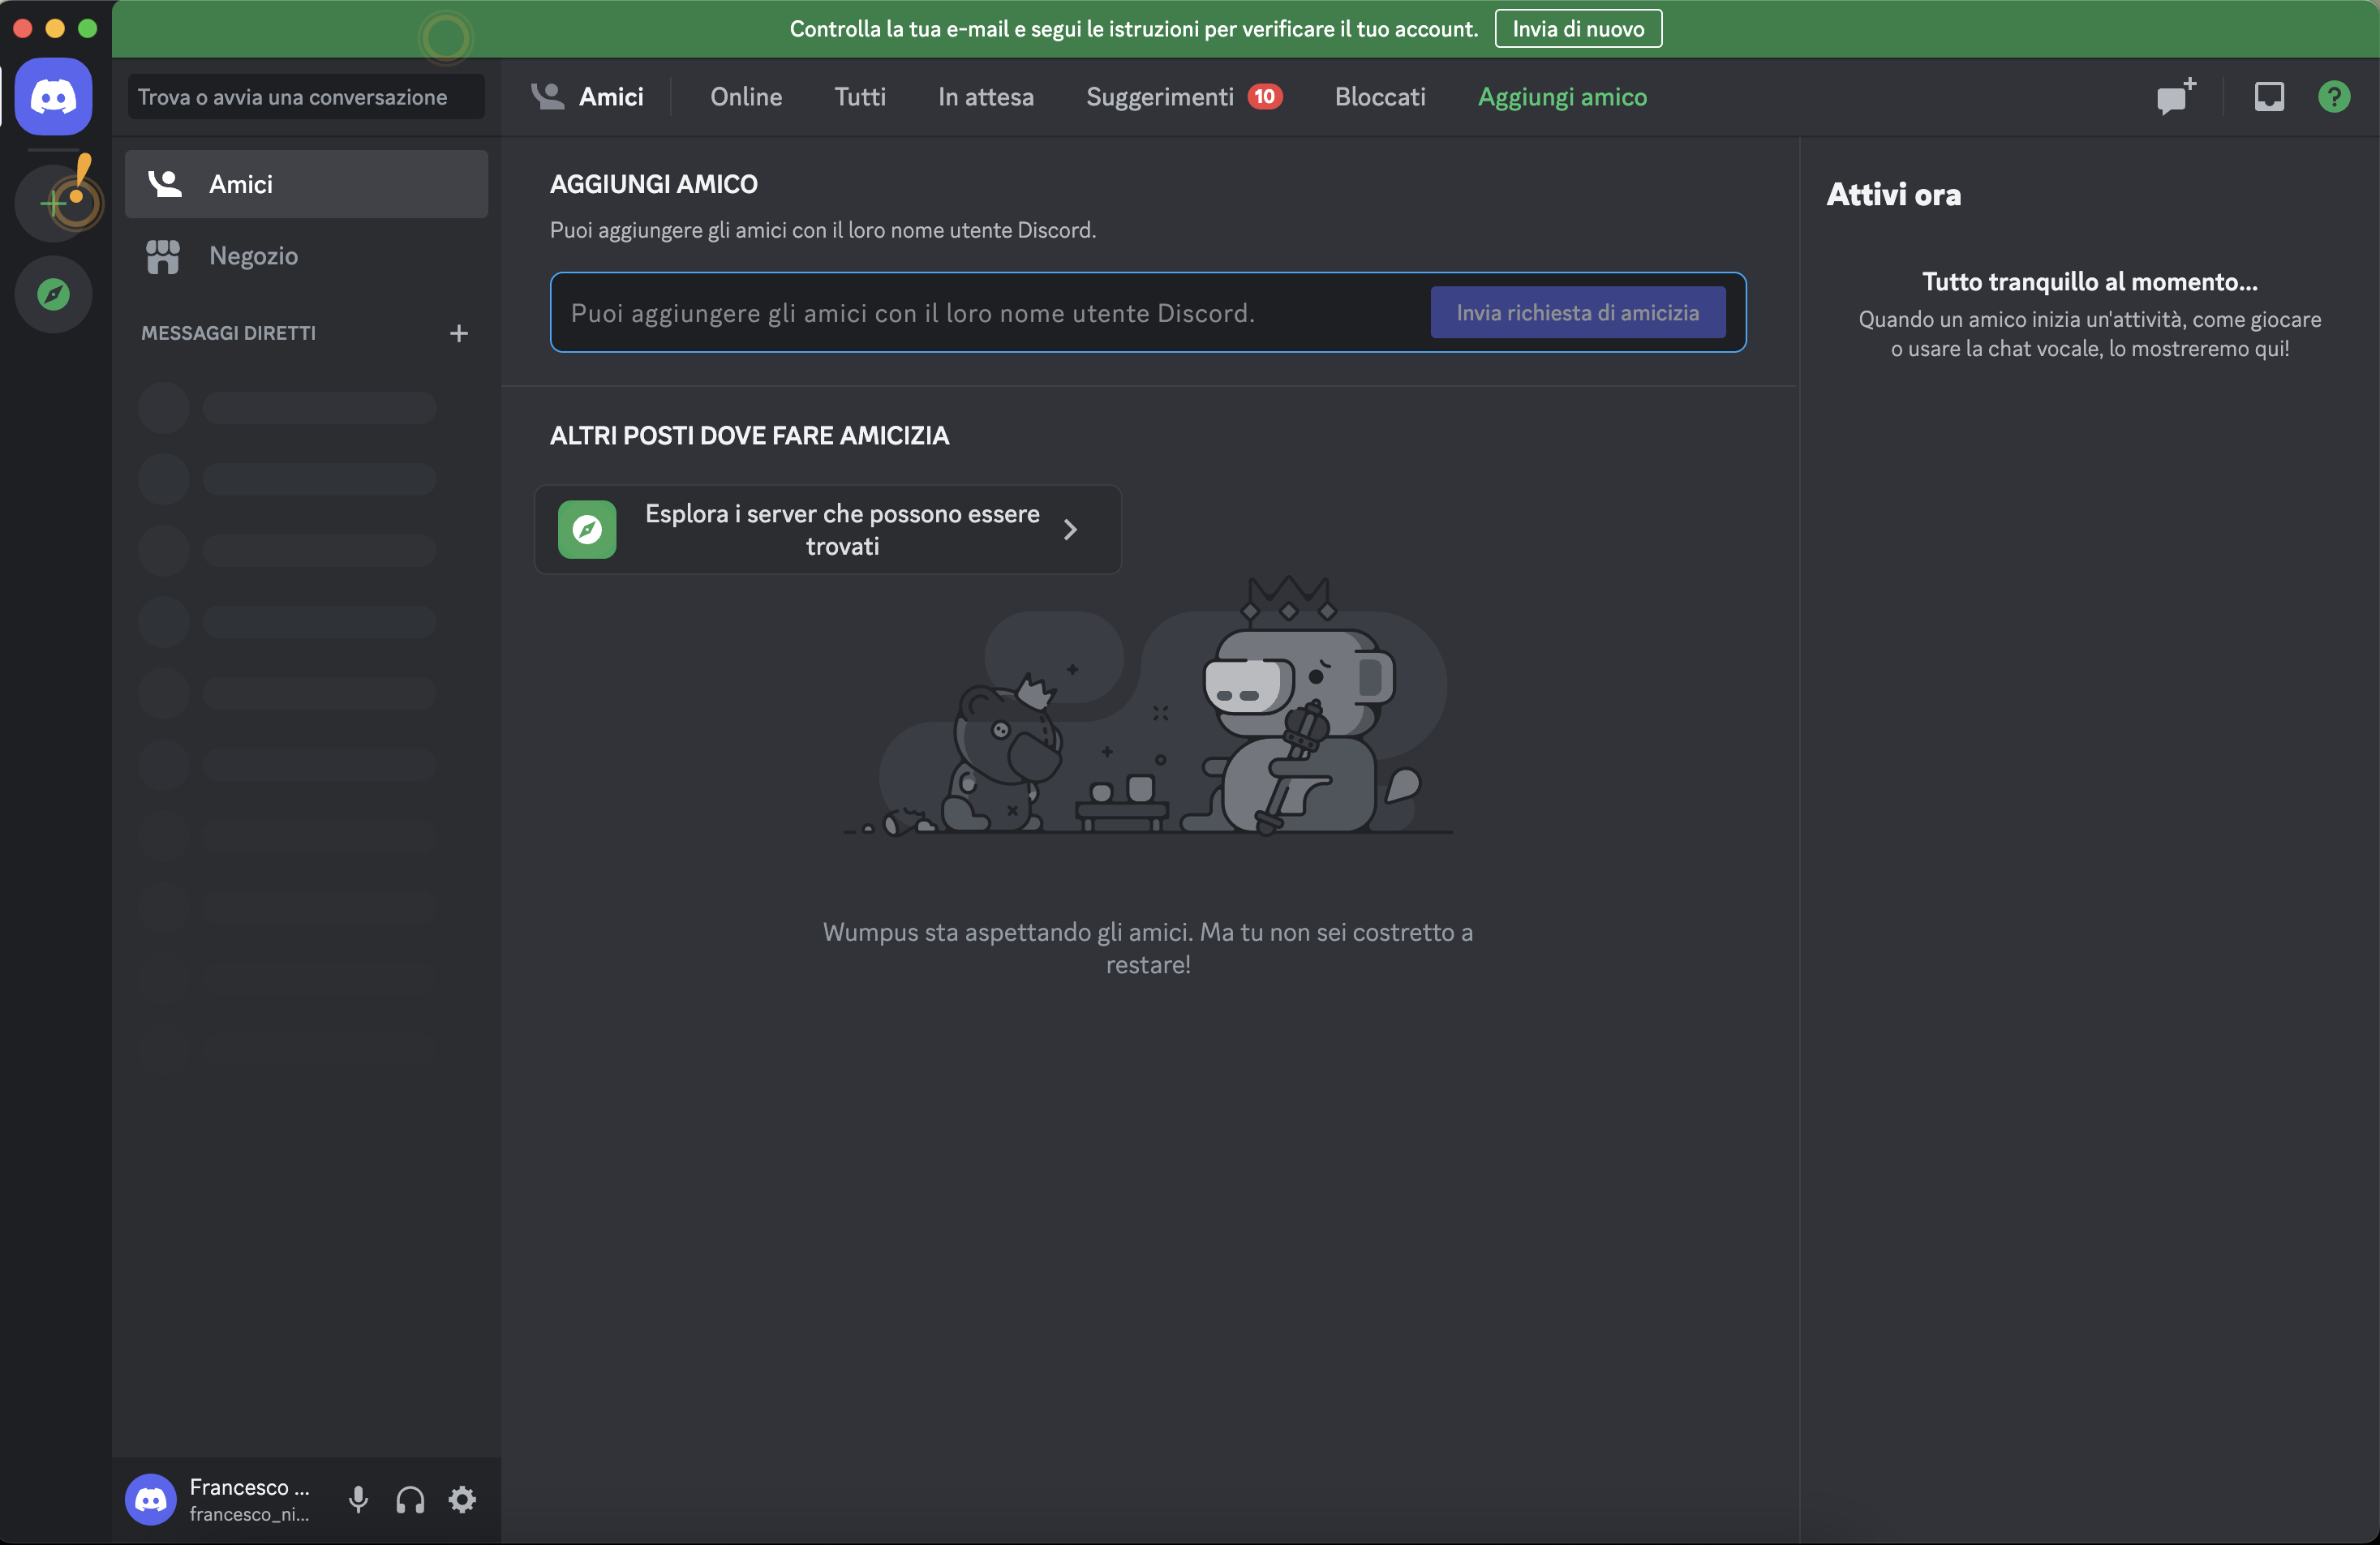 Controlla la tua e-mail e segui le istruzioni per verificare il tuo account.
Invia di nuovo
Trova o avvia una conversazione
Amici
Online
Tutti
In attesa
Suggerimenti 10
Bloccati
Aggiungi amico
Amici
Negozio
MESSAGGI DIRETTI
AGGIUNGI AMICO
Puoi aggiungere gli amici con il loro nome utente Discord.
Puoi aggiungere gli amici con il loro nome utente Discord.
Invia richiesta di amicizia
ALTRI POSTI DOVE FARE AMICIZIA
Esplora i server che possono essere
trovati
Wumpus sta aspettando gli amici. Ma tu non sei costretto a
restare!
Attivi ora
Tutto tranquillo al momento...
Quando un amico inizia un'attività, come giocare
o usare la chat vocale, lo mostreremo qui!
Francesco ...
francesco_ni...